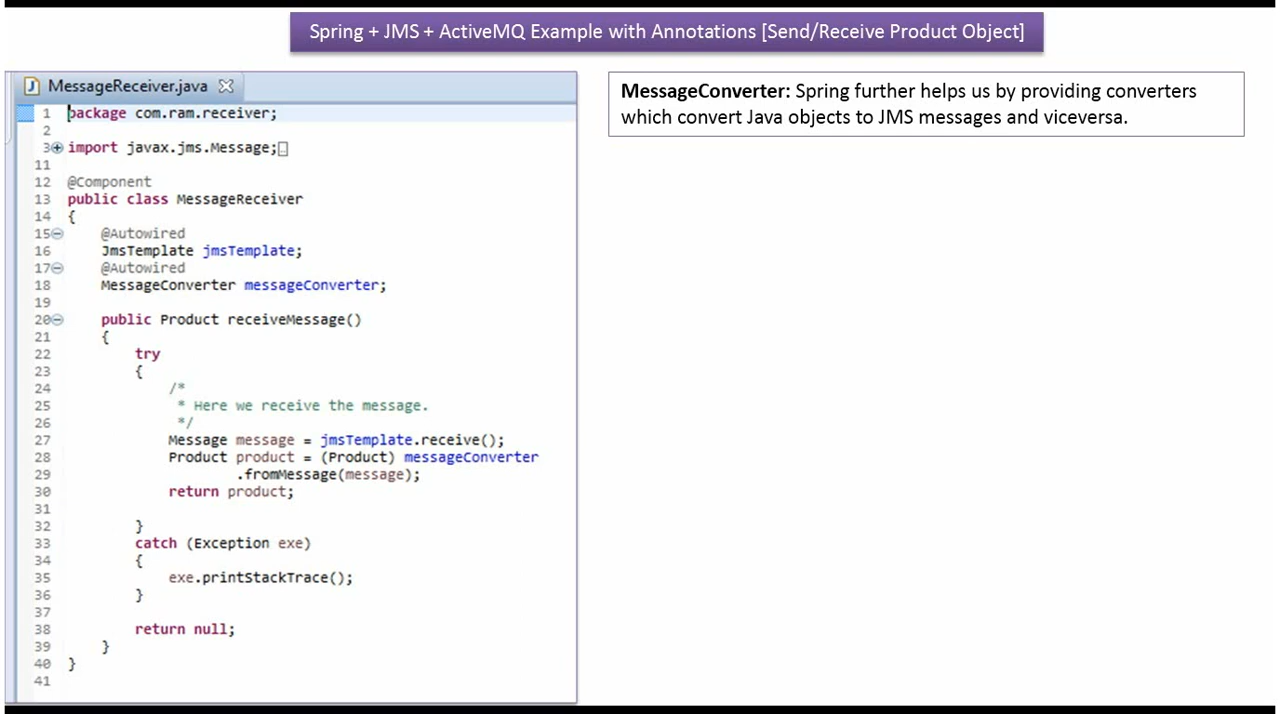 Spring + JMS + ActiveMQ Example with Annotations [Send/Receive Product Object]
MessageReceiver.java
1 package com.ram.receiver;
2
3 import javax.jms.Message;
11
12 @Component
13 public class MessageReceiver
14 {
15 @Autowired
16 JmsTemplate jmsTemplate;
17 @Autowired
18 MessageConverter messageConverter;
19
20 public Product receiveMessage()
21 {
22 try
23 {
24 /*
25 * Here we receive the message.
26 */
27 Message message = jmsTemplate.receive();
28 Product product = (Product) messageConverter
29 .fromMessage(message);
30 return product;
31
32 }
33 catch (Exception exe)
34 {
35 exe.printStackTrace();
36 }
37
38 return null;
39 }
40 }
41
MessageConverter: Spring further helps us by providing converters
which convert Java objects to JMS messages and viceversa.